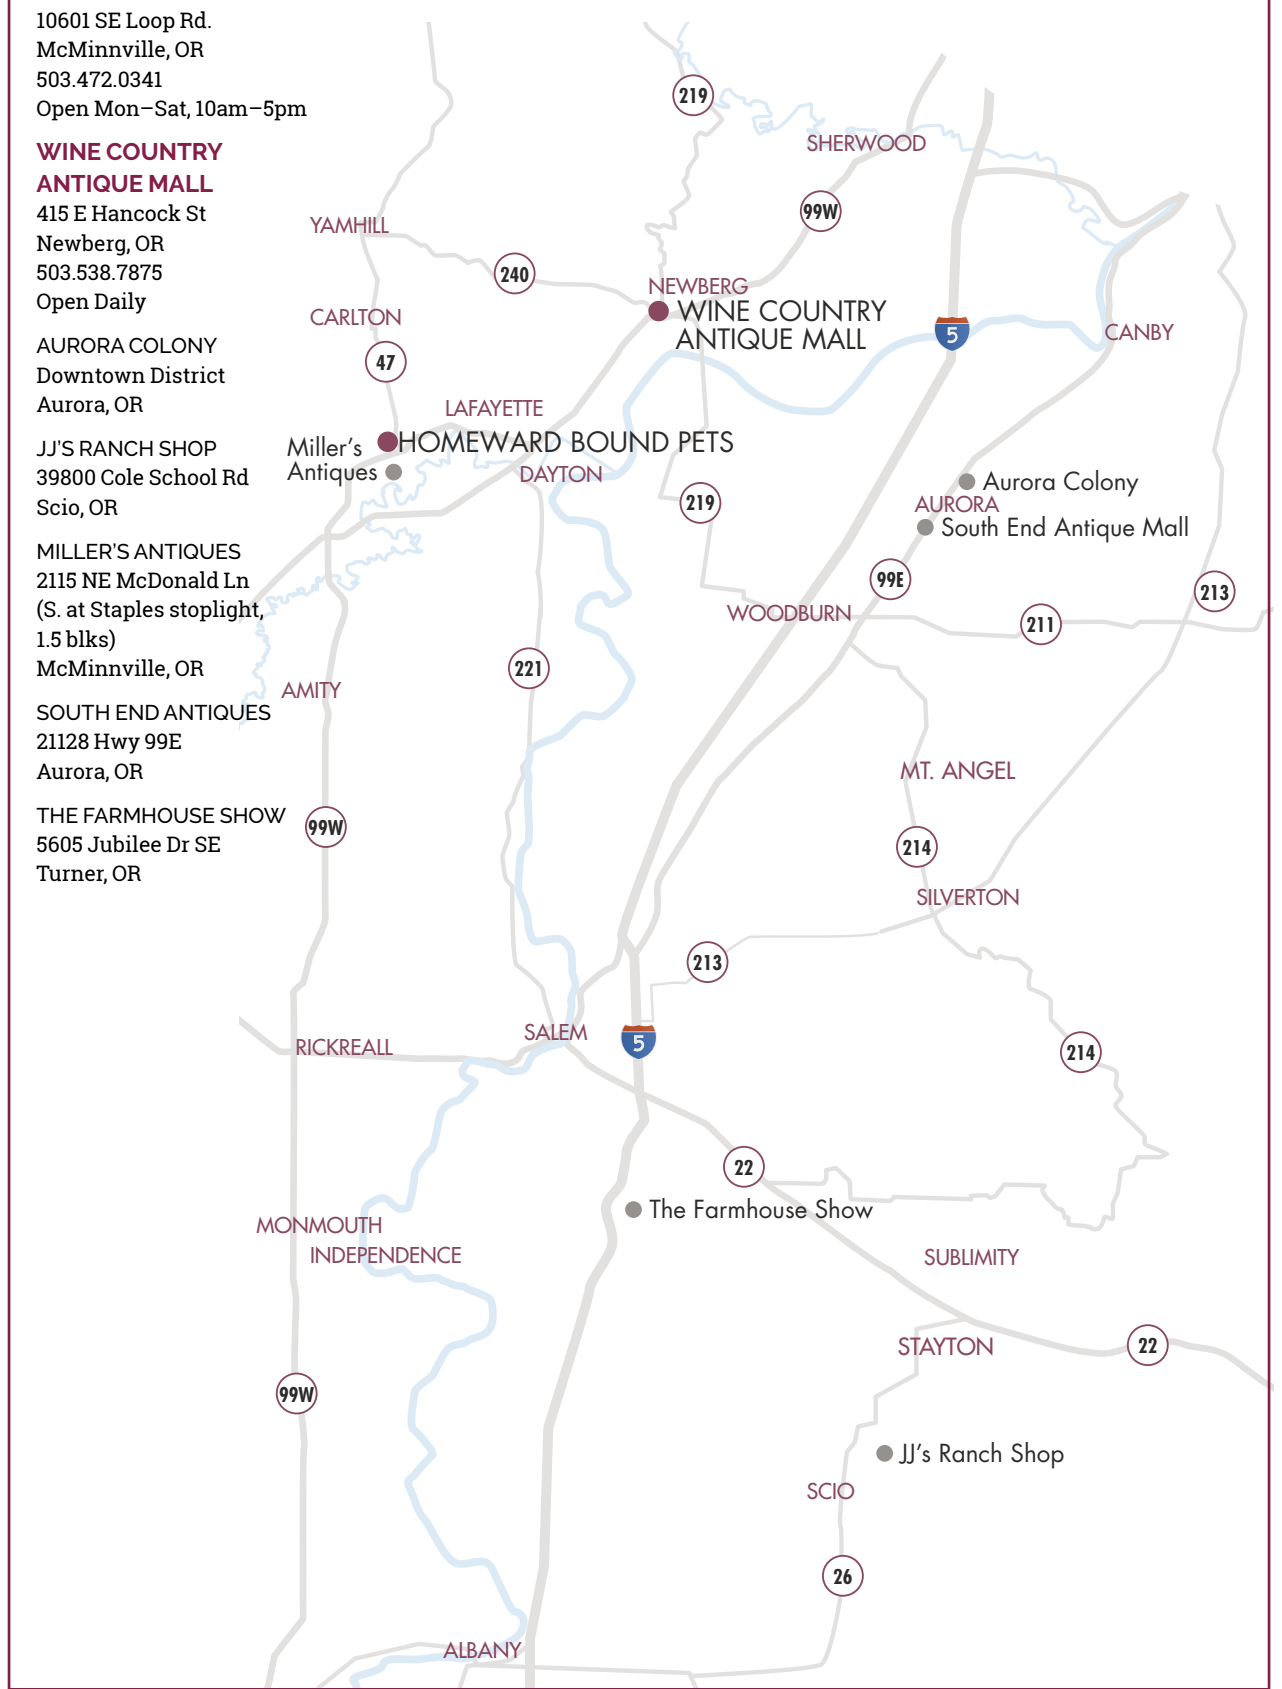 10601 SE Loop Rd.
McMinnville, OR
503.472.0341
Open Mon–Sat, 10am–5pm
WINE COUNTRY
ANTIQUE MALL
415 E Hancock St
Newberg, OR
503.538.7875
Open Daily
AURORA COLONY
Downtown District
Aurora, OR
JJ'S RANCH SHOP
39800 Cole School Rd
Scio, OR
MILLER'S ANTIQUES
2115 NE McDonald Ln
(S. at Staples stoplight,
1.5 blks)
McMinnville, OR
SOUTH END ANTIQUES
21128 Hwy 99E
Aurora, OR
THE FARMHOUSE SHOW
5605 Jubilee Dr SE
Turner, OR
219
SHERWOOD
99W
YAMHILL
240
NEWBERG
WINE COUNTRY
ANTIQUE MALL
CARLTON
5
CANBY
47
LAFAYETTE
HOMEWARD BOUND PETS
Miller's
Antiques
DAYTON
219
Aurora Colony
AURORA
South End Antique Mall
99E
213
WOODBURN
211
221
AMITY
MT. ANGEL
99W
214
SILVERTON
213
SALEM
5
RICKREALL
214
22
The Farmhouse Show
MONMOUTH
INDEPENDENCE
SUBLIMITY
STAYTON
22
99W
JJ's Ranch Shop
SCIO
26
ALBANY